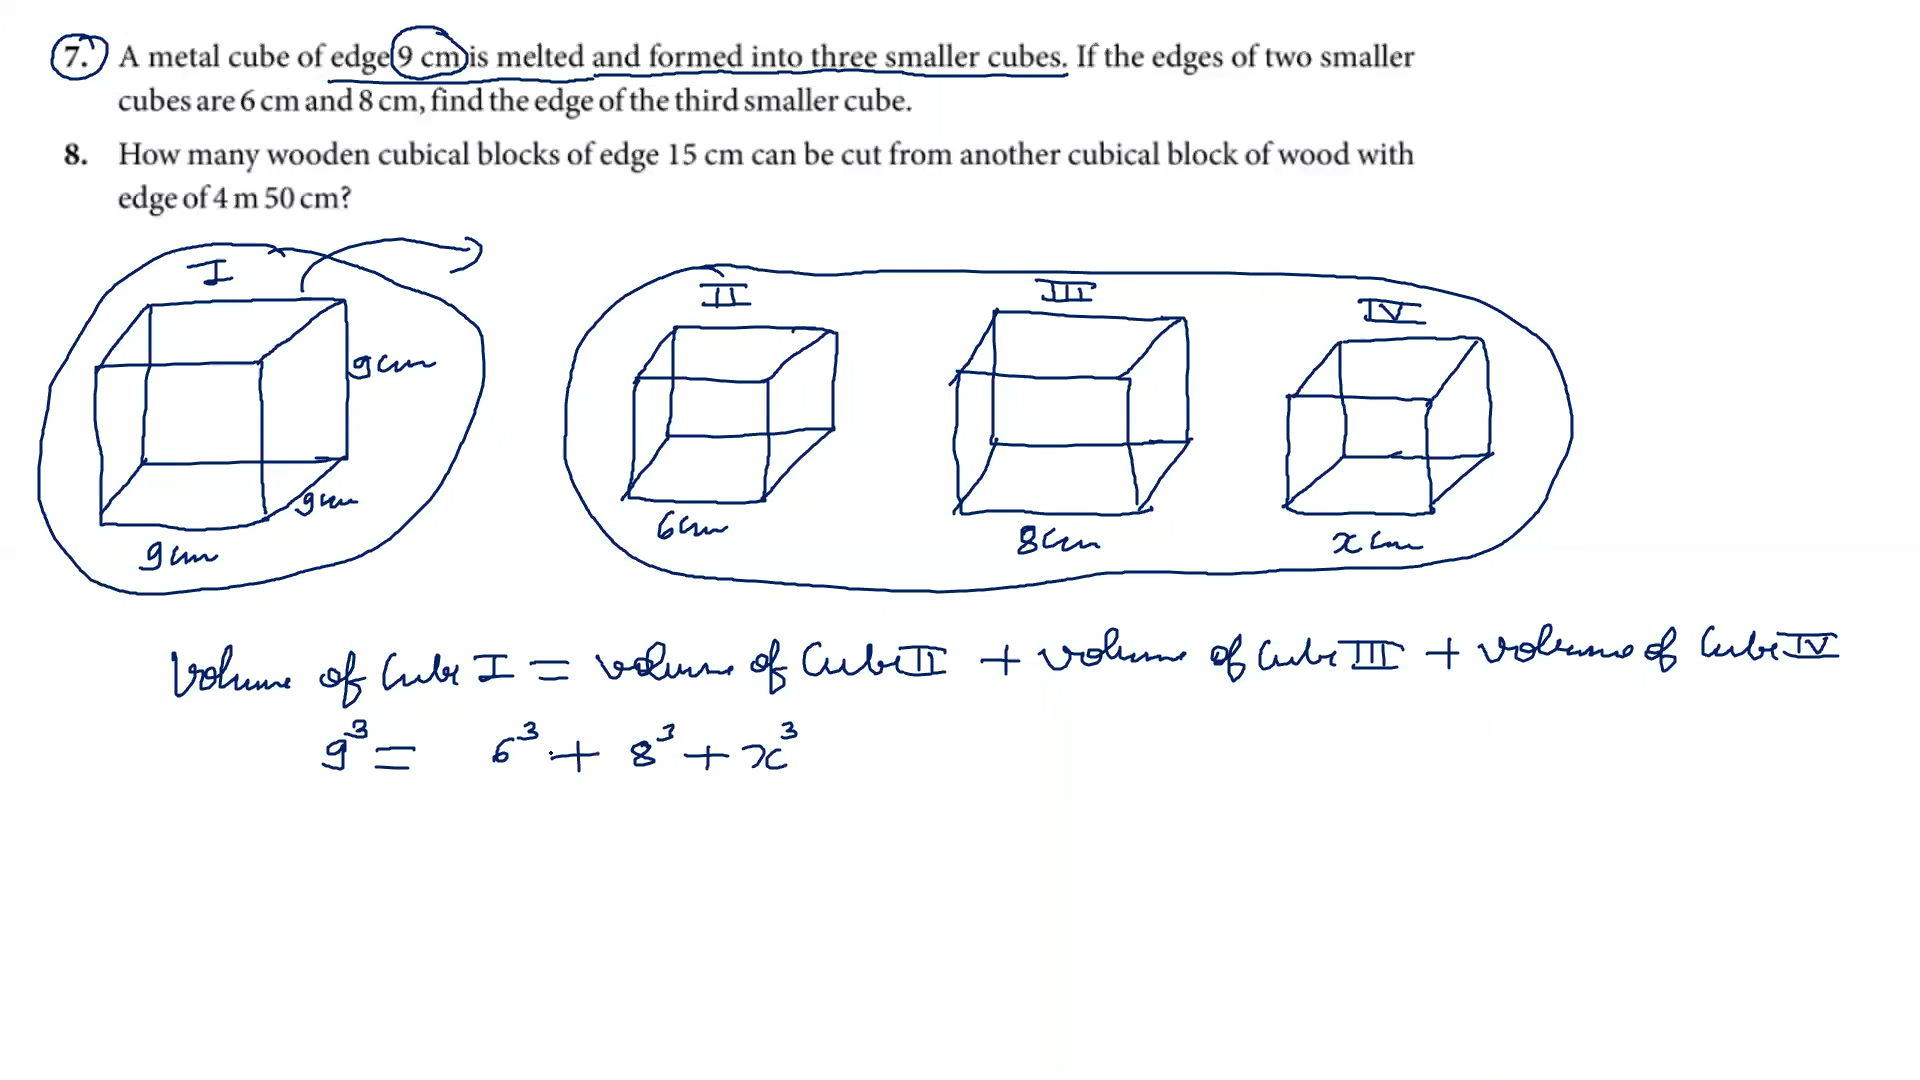 7. A metal cube of edge 9 cm is melted and formed into three smaller cubes. If the edges of two smaller
cubes are 6 cm and 8 cm, find the edge of the third smaller cube.
8. How many wooden cubical blocks of edge 15 cm can be cut from another cubical block of wood with
edge of 4 m 50 cm?
I
II
III
IV
9cm
9cm
9cm
6cm
8cm
x cm
Volume of Cube I = volume of Cube II + volume of Cube III + volume of Cube IV
9³ = 6³ + 8³ + x³